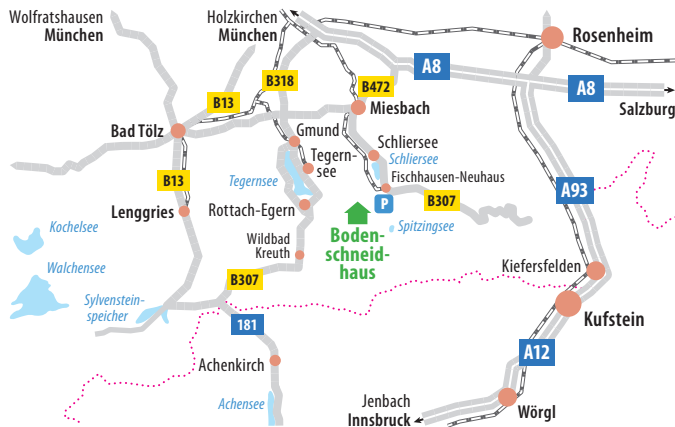 Wolfratshausen
München
Holzkirchen
München
Rosenheim
B318
A8
B472
A8
Salzburg
B13
Miesbach
Bad Tölz
Gmund
Schliersee
Schliersee
Tegern-
see
Tegernsee
Fischhausen-Neuhaus
B13
A93
P
B307
Lenggries
Rottach-Egern
Kochelsee
Spitzingsee
Boden-
schneid-
haus
Wildbad
Kreuth
Walchensee
Kiefersfelden
B307
Sylvenstein-
speicher
181
Kufstein
A12
Achenkirch
Achensee
Jenbach
Innsbruck
Wörgl